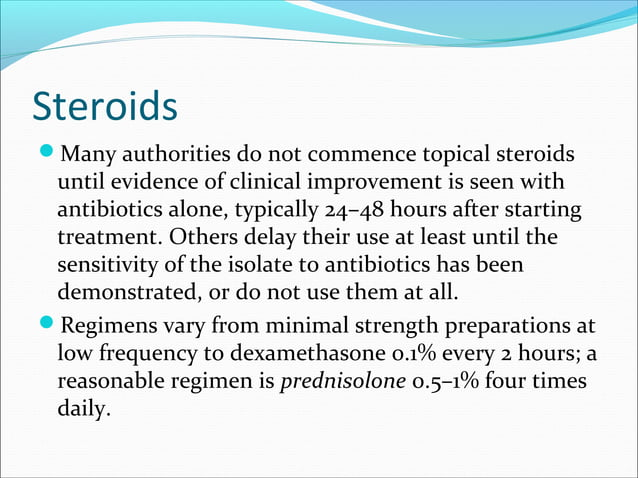 Steroids
Many authorities do not commence topical steroids
until evidence of clinical improvement is seen with
antibiotics alone, typically 24–48 hours after starting
treatment. Others delay their use at least until the
sensitivity of the isolate to antibiotics has been
demonstrated, or do not use them at all.
Regimens vary from minimal strength preparations at
low frequency to dexamethasone 0.1% every 2 hours; a
reasonable regimen is prednisolone 0.5–1% four times
daily.